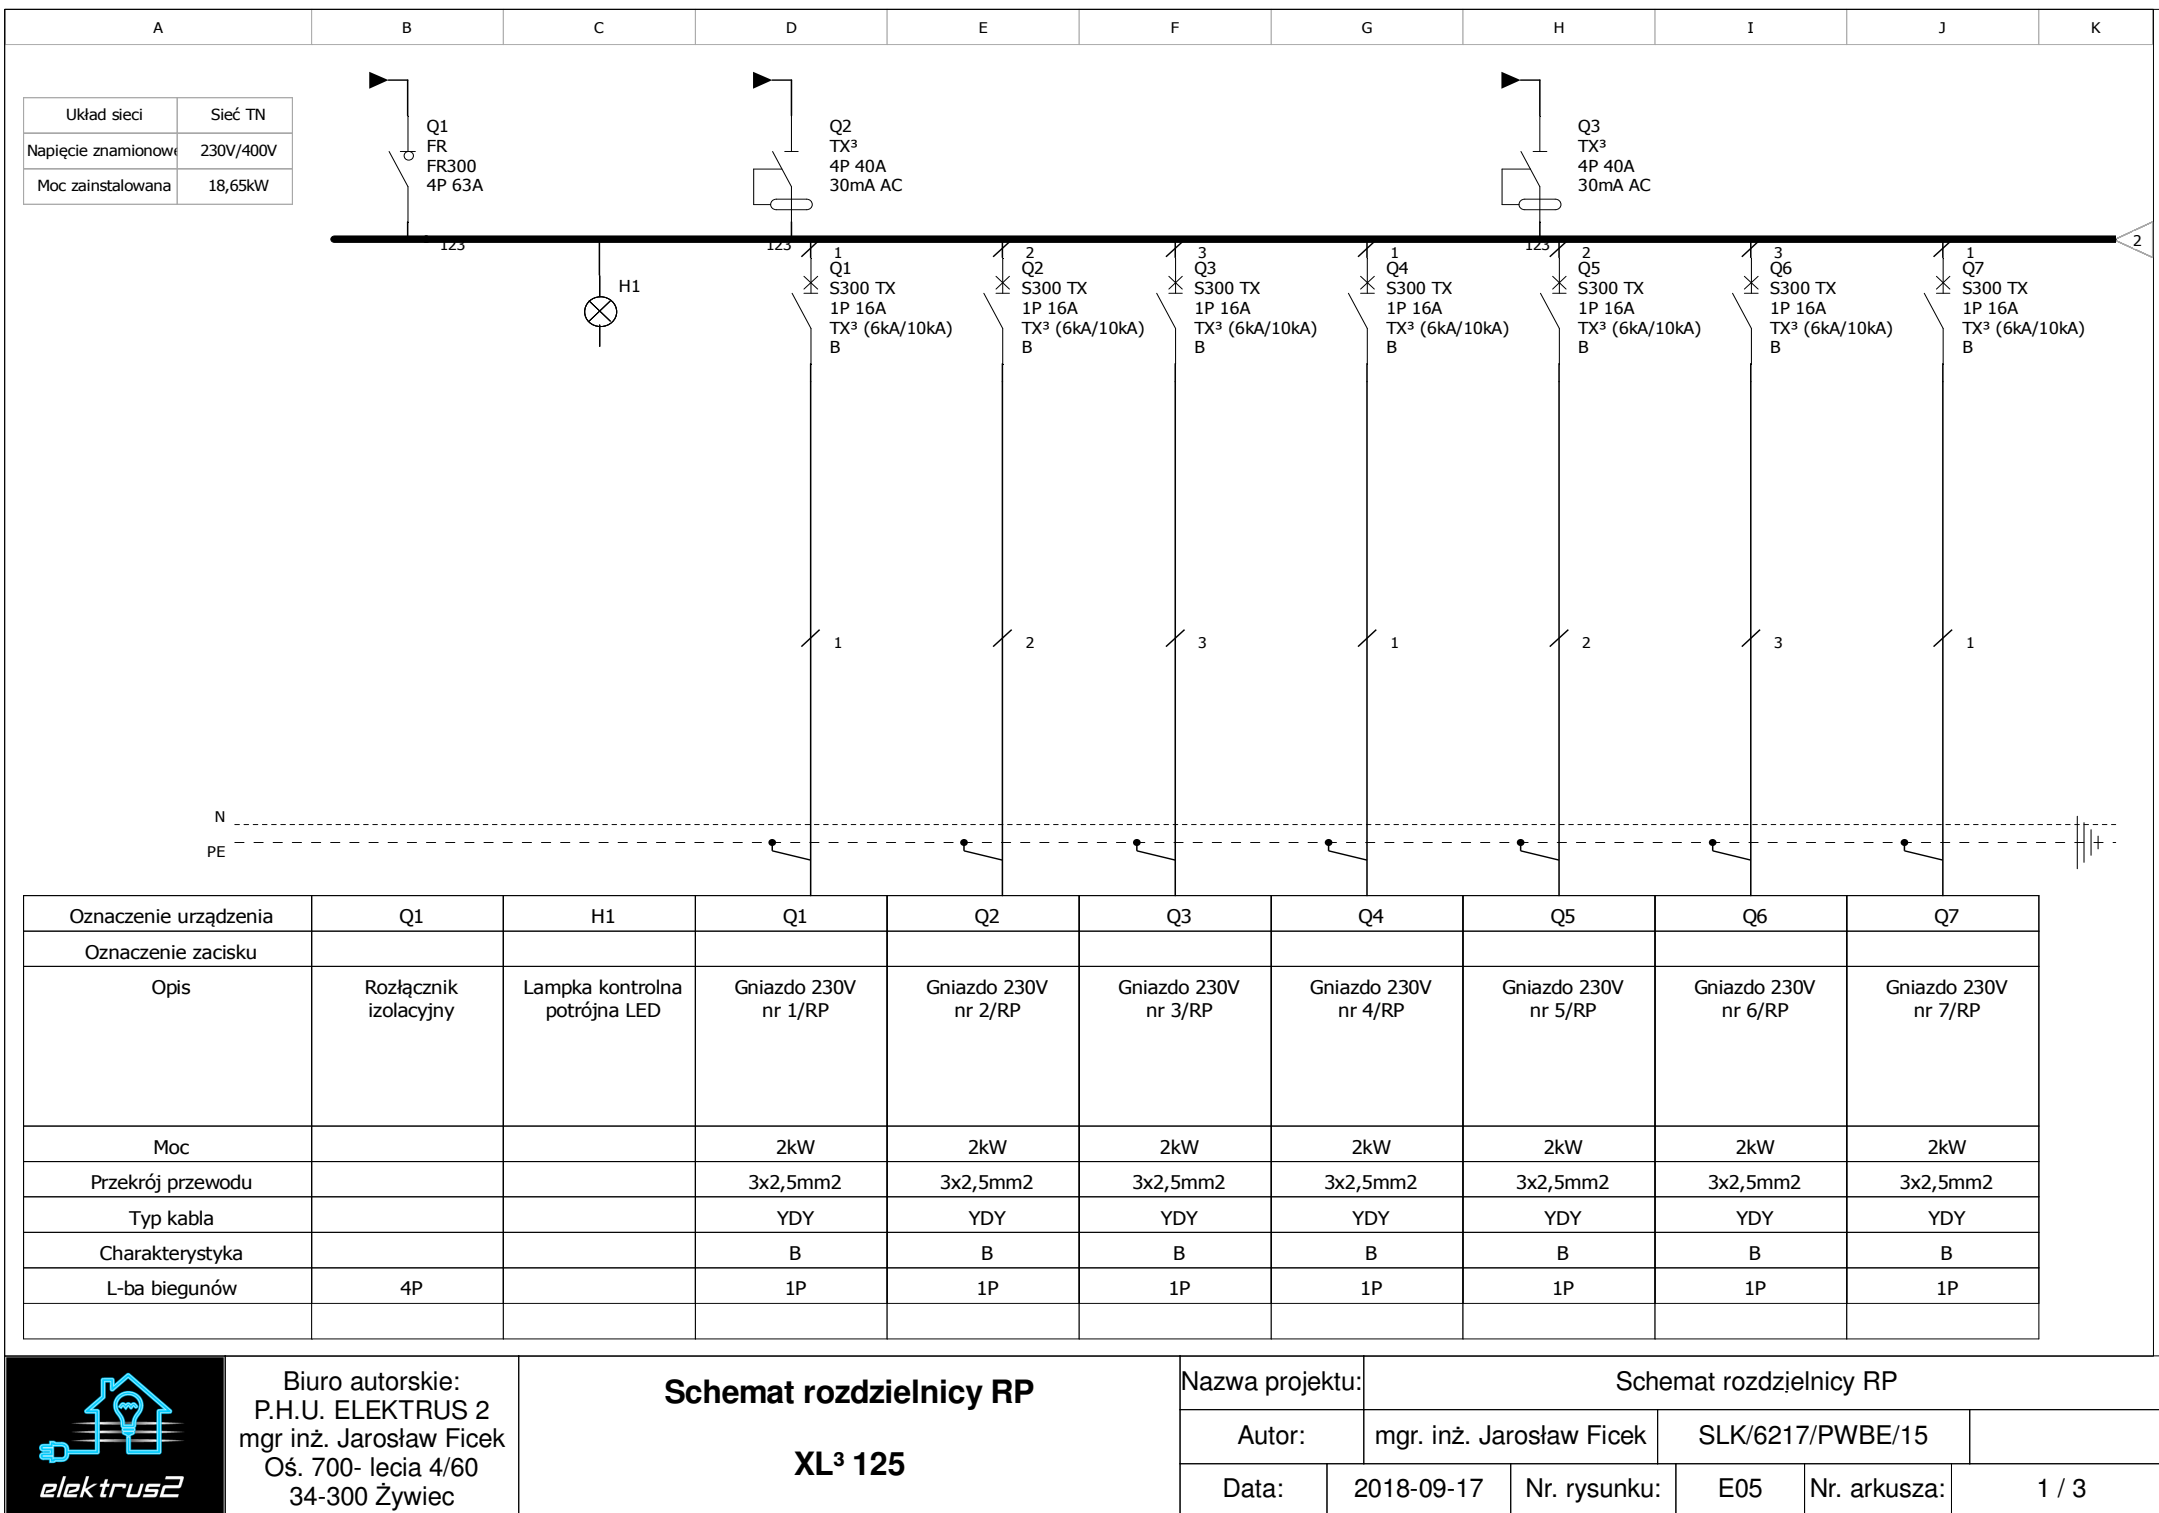 A B C D E F G H I J K
Układ sieci Sieć TN
Napięcie znamionowe 230V/400V
Moc zainstalowana 18,65kW
Q1
FR
FR300
4P 63A
Q2
TX³
4P 40A
30mA AC
Q3
TX³
4P 40A
30mA AC
123 123 123
2
H1
1
Q1
S300 TX
1P 16A
TX³ (6kA/10kA)
B
2
Q2
S300 TX
1P 16A
TX³ (6kA/10kA)
B
3
Q3
S300 TX
1P 16A
TX³ (6kA/10kA)
B
1
Q4
S300 TX
1P 16A
TX³ (6kA/10kA)
B
2
Q5
S300 TX
1P 16A
TX³ (6kA/10kA)
B
3
Q6
S300 TX
1P 16A
TX³ (6kA/10kA)
B
1
Q7
S300 TX
1P 16A
TX³ (6kA/10kA)
B
1 2 3 1 2 3 1
N
PE
Oznaczenie urządzenia Q1 H1 Q1 Q2 Q3 Q4 Q5 Q6 Q7
Oznaczenie zacisku
Opis Rozłącznik Lampka kontrolna Gniazdo 230V Gniazdo 230V Gniazdo 230V Gniazdo 230V Gniazdo 230V Gniazdo 230V Gniazdo 230V
izolacyjny potrójna LED nr 1/RP nr 2/RP nr 3/RP nr 4/RP nr 5/RP nr 6/RP nr 7/RP
Moc 2kW 2kW 2kW 2kW 2kW 2kW 2kW
Przekrój przewodu 3x2,5mm2 3x2,5mm2 3x2,5mm2 3x2,5mm2 3x2,5mm2 3x2,5mm2 3x2,5mm2
Typ kabla YDY YDY YDY YDY YDY YDY YDY
Charakterystyka B B B B B B B
L-ba biegunów 4P 1P 1P 1P 1P 1P 1P 1P
elektrus2
Biuro autorskie:
P.H.U. ELEKTRUS 2
mgr inż. Jarosław Ficek
Oś. 700- lecia 4/60
34-300 Żywiec
Schemat rozdzielnicy RP
XL³ 125
Nazwa projektu: Schemat rozdzielnicy RP
Autor: mgr. inż. Jarosław Ficek SLK/6217/PWBE/15
Data: 2018-09-17 Nr. rysunku: E05 Nr. arkusza: 1 / 3